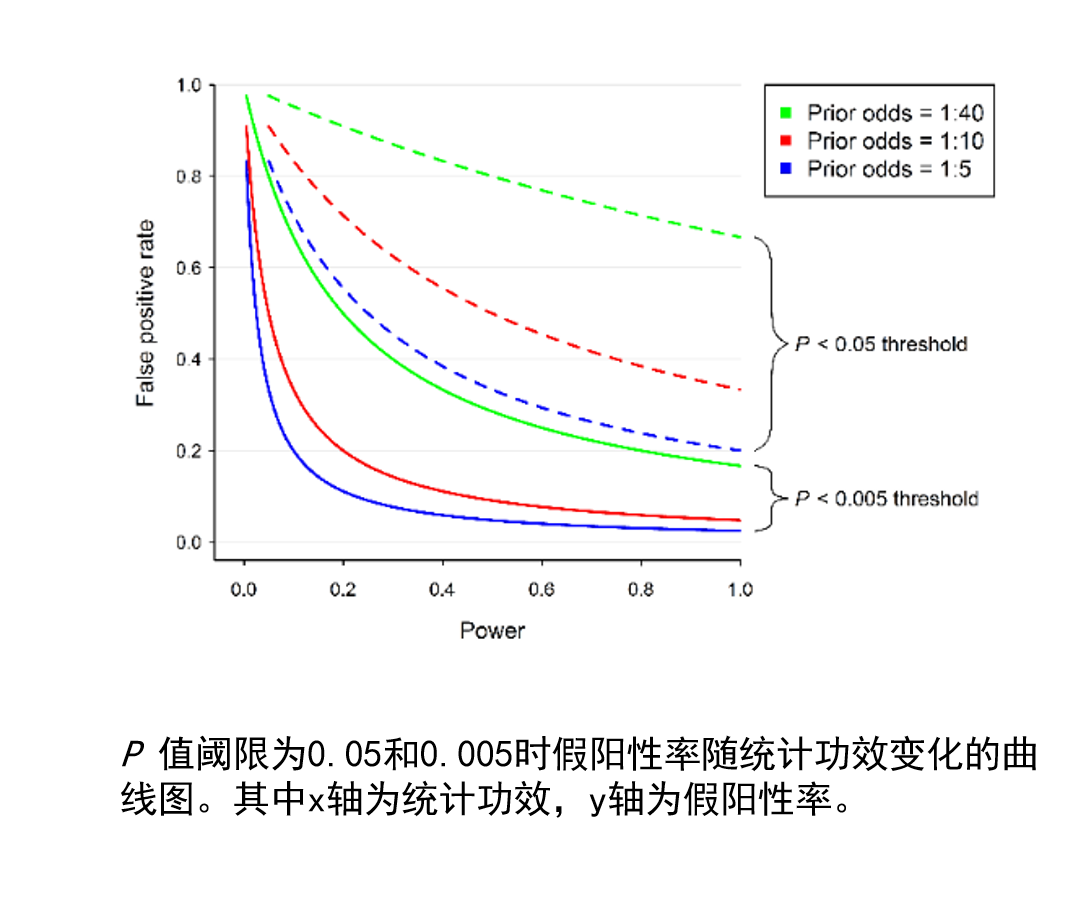 1.0
0.8
0.6
0.4
0.2
0.0
False positive rate
0.0 0.2 0.4 0.6 0.8 1.0
Power
Prior odds = 1:40
Prior odds = 1:10
Prior odds = 1:5
P < 0.05 threshold
P < 0.005 threshold
P 值阈限为0.05和0.005时假阳性率随统计功效变化的曲
线图。其中x轴为统计功效，y轴为假阳性率。